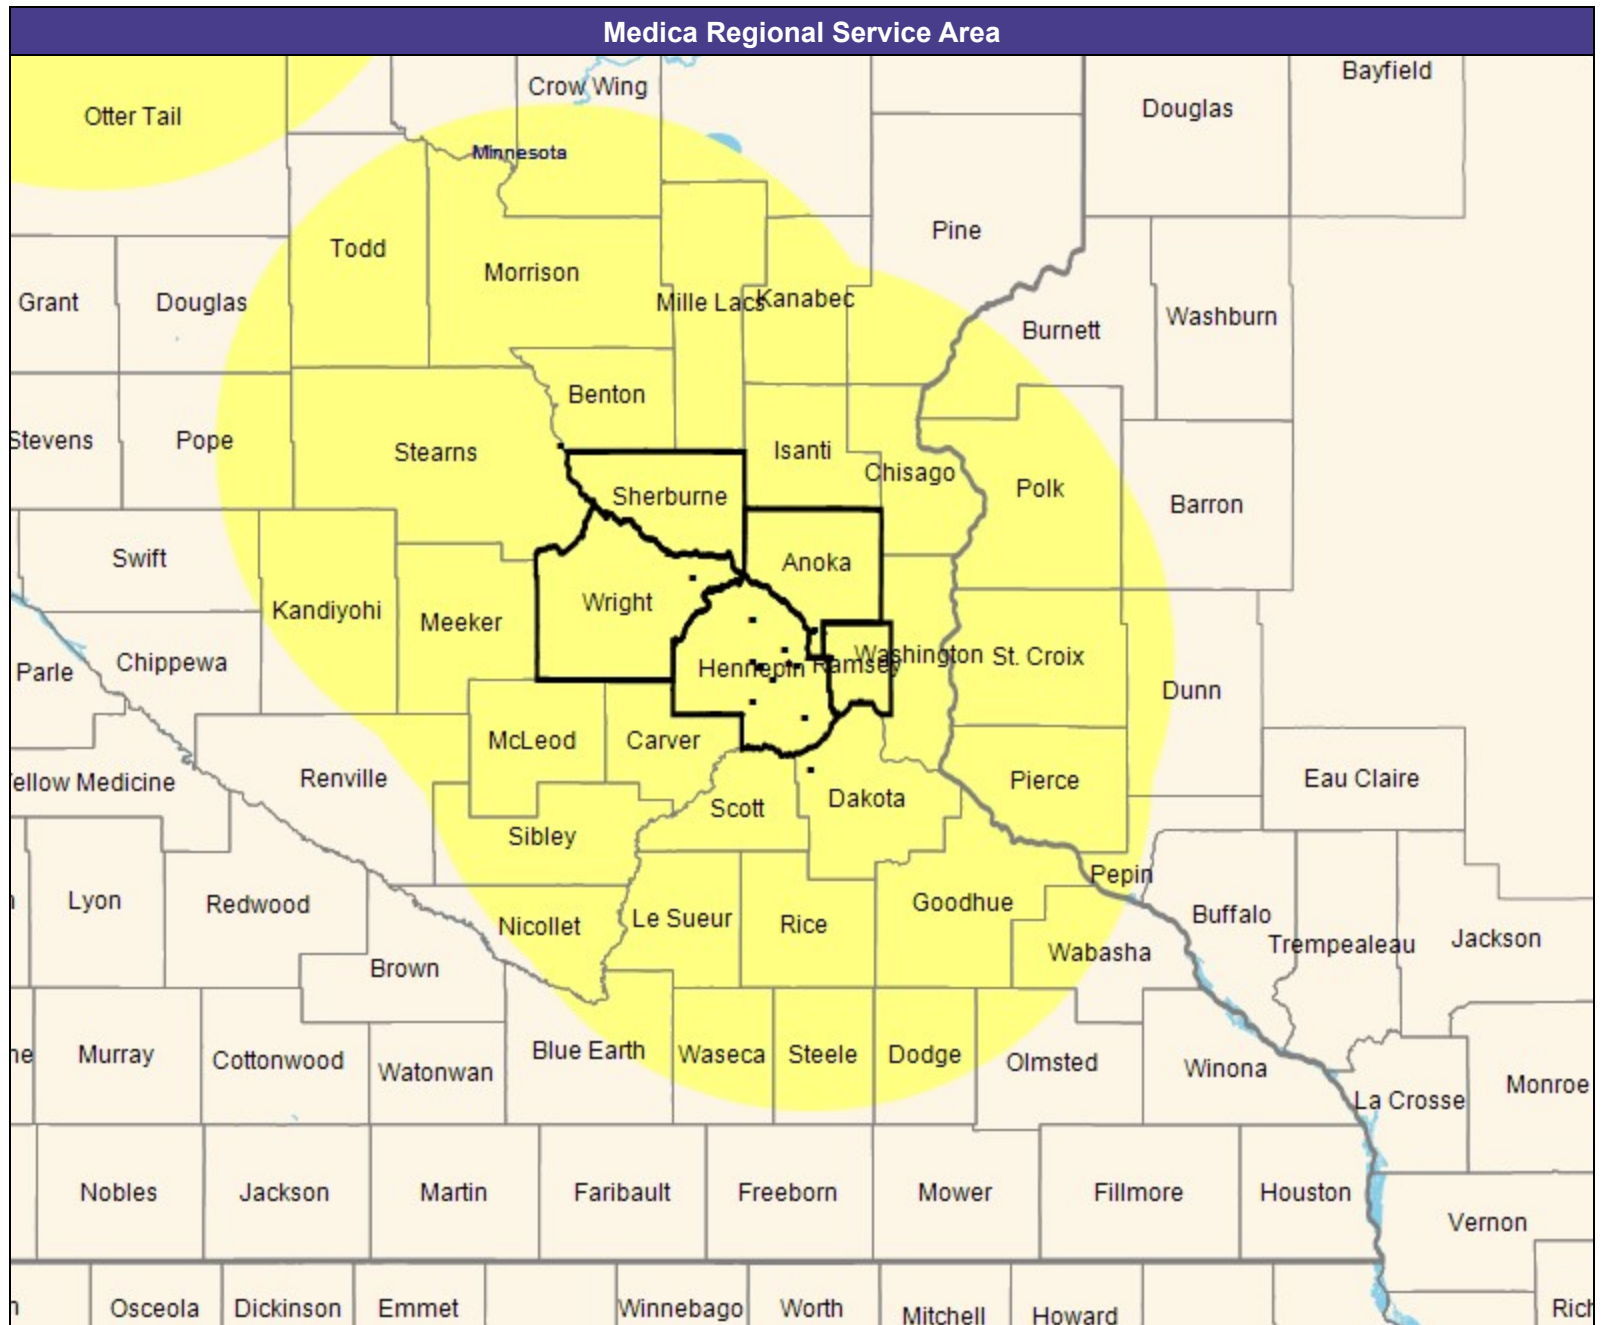 Medica Regional Service Area
Bayfield
Crow Wing
Douglas
Otter Tail
Minnesota
Pine
Todd
Morrison
Grant
Douglas
Mille Lacs
Kanabec
Washburn
Burnett
Benton
Stevens
Pope
Stearns
Isanti
Chisago
Polk
Sherburne
Barron
Swift
Anoka
Wright
Kandiyohi
Meeker
Washington
St. Croix
Parle
Chippewa
Hennepin
Ramsey
Dunn
McLeod
Carver
Renville
Eau Claire
ellow Medicine
Pierce
Scott
Dakota
Sibley
Pepin
Lyon
Redwood
Goodhue
Buffalo
Nicollet
Le Sueur
Rice
Trempealeau
Jackson
Wabasha
Brown
ne
Murray
Cottonwood
Blue Earth
Waseca
Steele
Dodge
Olmsted
Winona
Watonwan
Monroe
La Crosse
Nobles
Jackson
Martin
Faribault
Freeborn
Mower
Fillmore
Houston
Vernon
n
Osceola
Dickinson
Emmet
Winnebago
Worth
Mitchell
Howard
Rich